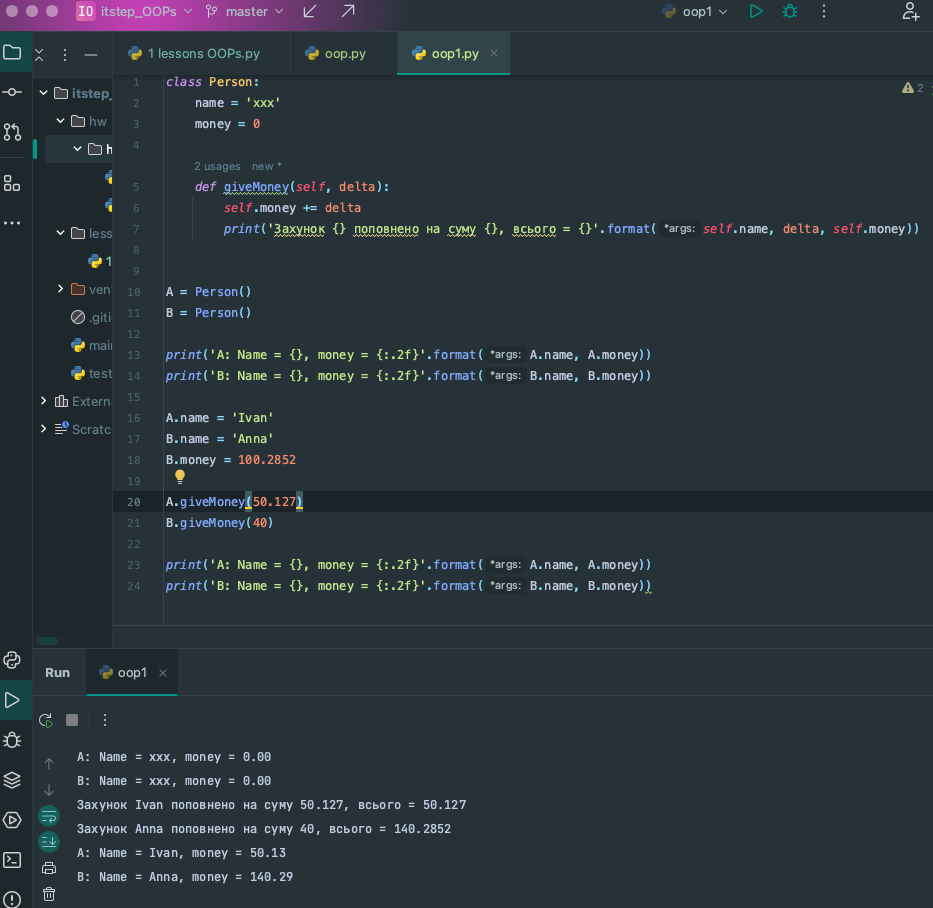 IO itstep_OOPs master oop1
1 lessons OOPs.py oop.py oop1.py
itstep_
hw
h
less
1
ven
.giti
mai
test
Extern
Scratc
2
1 class Person:
2 name = 'xxx'
3 money = 0
4
2 usages new *
5 def giveMoney(self, delta):
6 self.money += delta
7 print('Захунок {} поповнено на суму {}, всього = {}'.format( *args: self.name, delta, self.money))
8
9
10 A = Person()
11 B = Person()
12
13 print('A: Name = {}, money = {:.2f}'.format( *args: A.name, A.money))
14 print('B: Name = {}, money = {:.2f}'.format( *args: B.name, B.money))
15
16 A.name = 'Ivan'
17 B.name = 'Anna'
18 B.money = 100.2852
19
20 A.giveMoney(50.127)
21 B.giveMoney(40)
22
23 print('A: Name = {}, money = {:.2f}'.format( *args: A.name, A.money))
24 print('B: Name = {}, money = {:.2f}'.format( *args: B.name, B.money))
Run oop1
A: Name = xxx, money = 0.00
B: Name = xxx, money = 0.00
Захунок Ivan поповнено на суму 50.127, всього = 50.127
Захунок Anna поповнено на суму 40, всього = 140.2852
A: Name = Ivan, money = 50.13
B: Name = Anna, money = 140.29